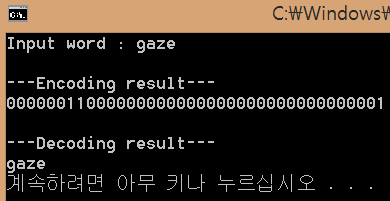 C:₩Windows₩
C:\.
Input word : gaze
---Encoding result---
00000011000000000000000000000000000001
---Decoding result---
gaze
계속하려면 아무 키나 누르십시오 . . .